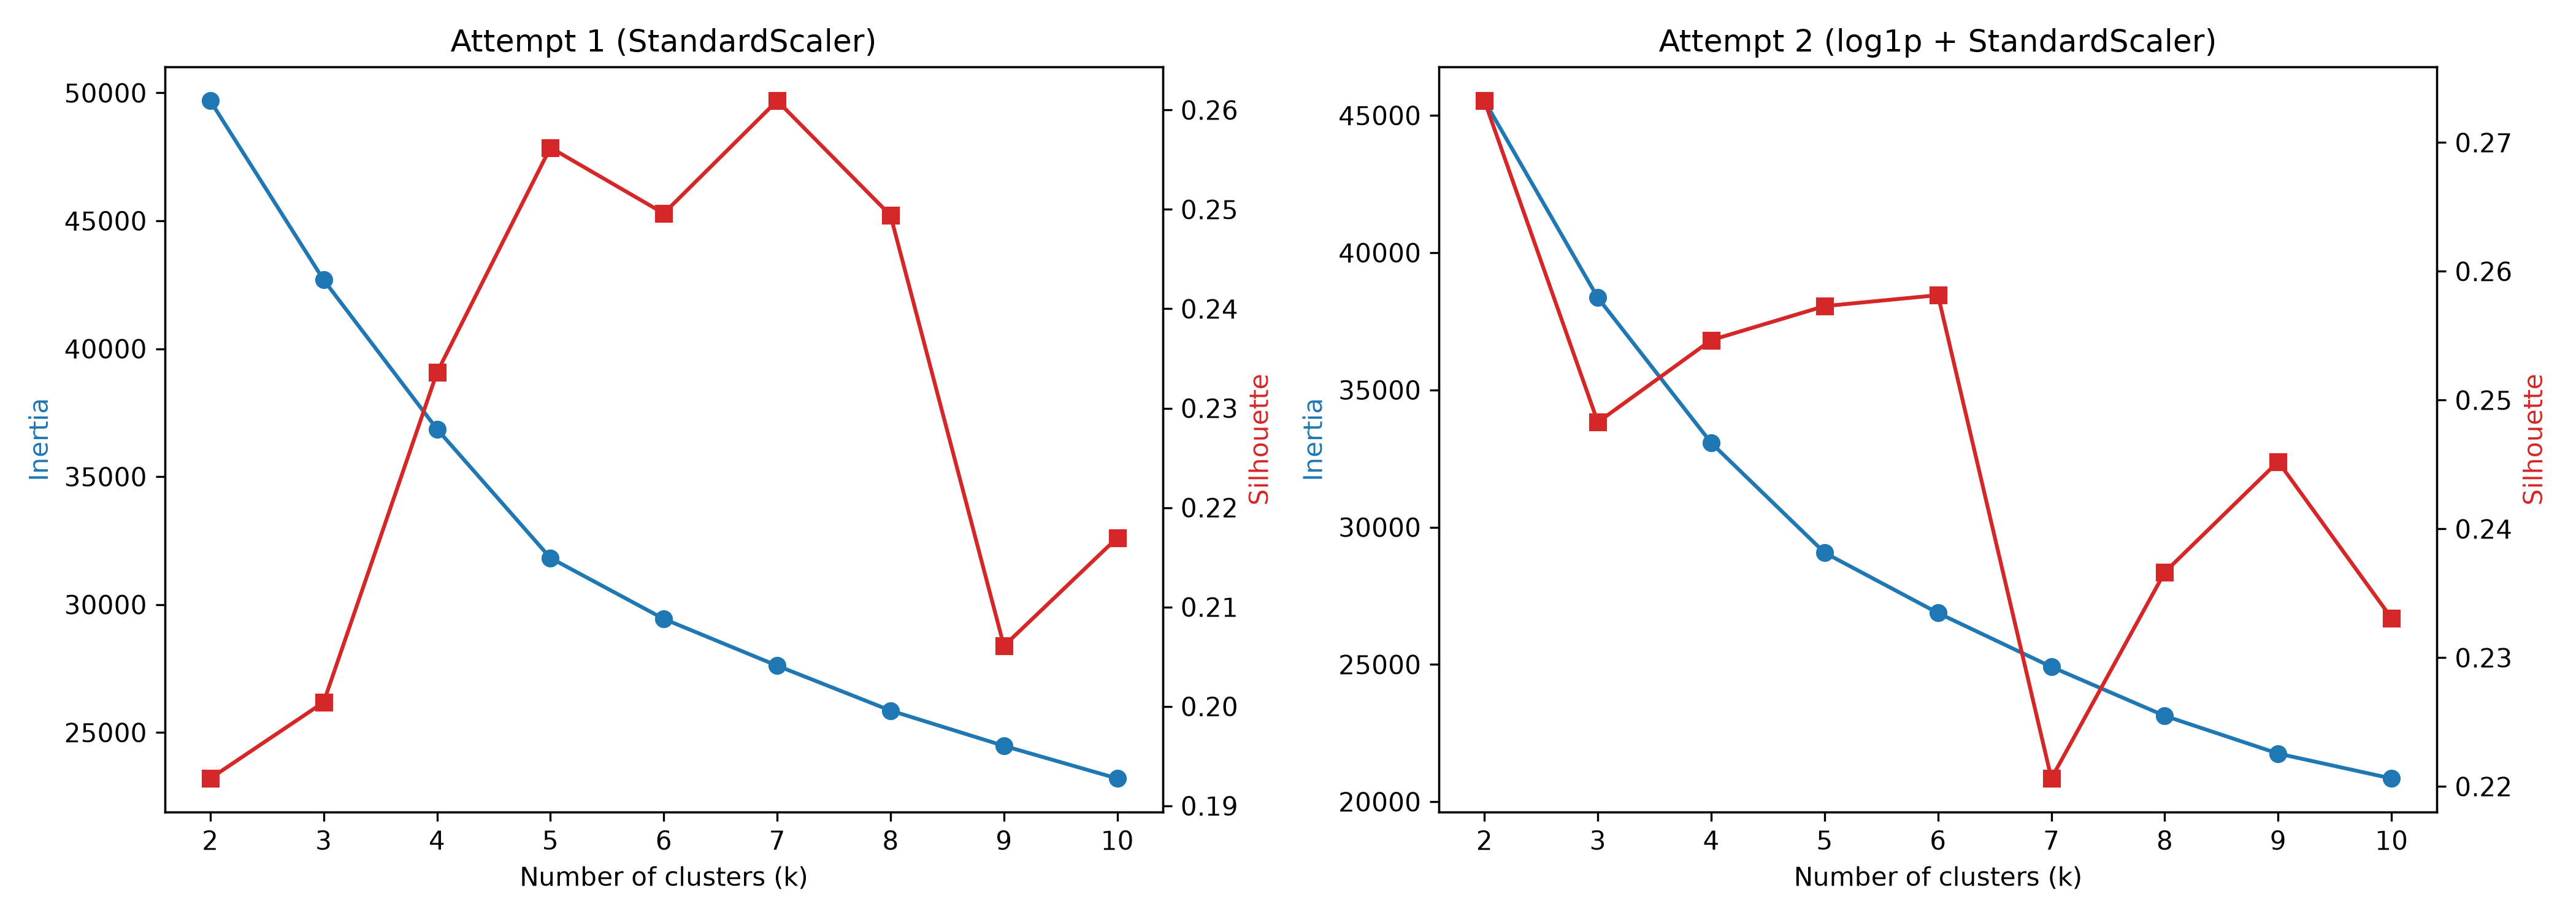 Attempt 1 (StandardScaler)
50000
45000
40000
35000
30000
25000
Inertia
0.26
0.25
0.24
0.23
0.22
0.21
0.20
0.19
Silhouette
2 3 4 5 6 7 8 9 10
Number of clusters (k)
Attempt 2 (log1p + StandardScaler)
45000
40000
35000
30000
25000
20000
Inertia
0.27
0.26
0.25
0.24
0.23
0.22
Silhouette
2 3 4 5 6 7 8 9 10
Number of clusters (k)